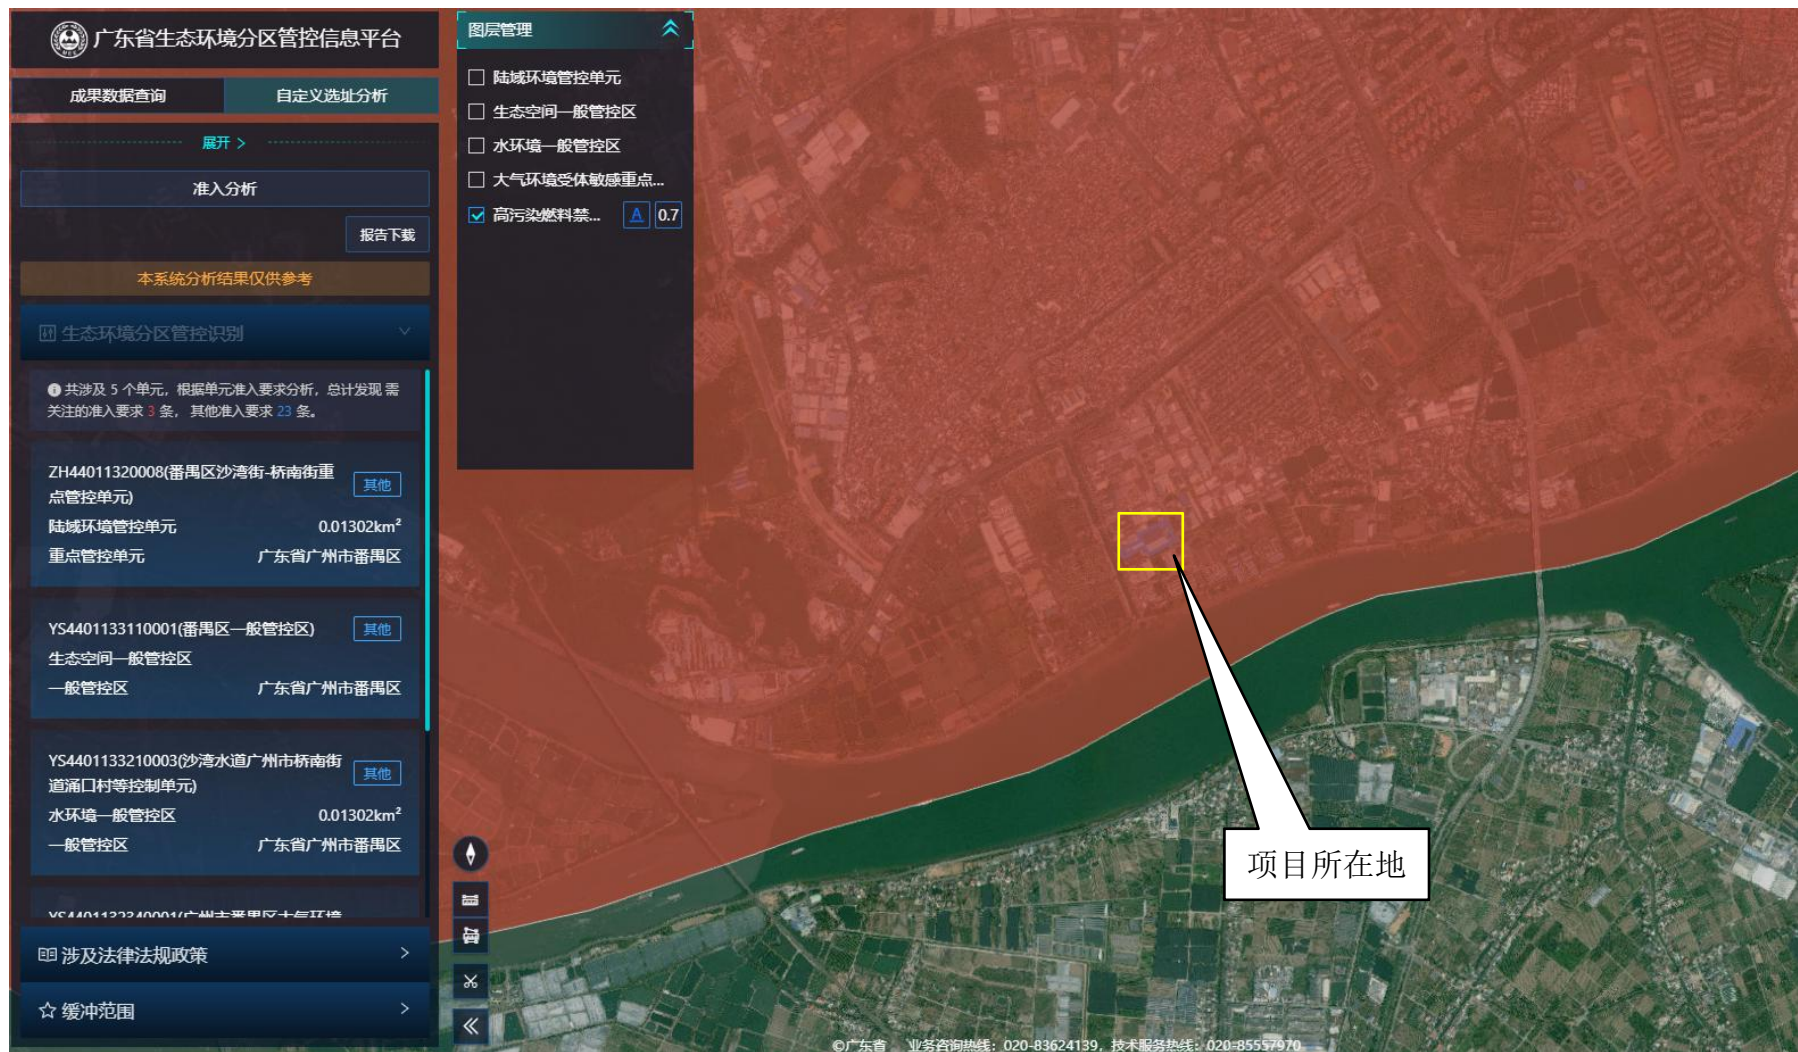 广东省生态环境分区管控信息平台
成果数据查询
自定义选址分析
展开 >
准入分析
报告下载
本系统分析结果仅供参考
生态环境分区管控识别
共涉及 5 个单元，根据单元准入要求分析，总计发现 需
关注的准入要求 3 条， 其他准入要求 23 条。
ZH44011320008(番禺区沙湾街-桥南街重
点管控单元)
其他
陆域环境管控单元 0.01302km²
重点管控单元 广东省广州市番禺区
YS4401133110001(番禺区一般管控区)
其他
生态空间一般管控区
一般管控区 广东省广州市番禺区
YS4401133210003(沙湾水道广州市桥南街
道涌口村等控制单元)
其他
水环境一般管控区 0.01302km²
一般管控区 广东省广州市番禺区
YS4401132340001(广州市番禺区大气环境
涉及法律法规政策
缓冲范围
图层管理
陆域环境管控单元
生态空间一般管控区
水环境一般管控区
大气环境受体敏感重点...
高污染燃料禁... A 0.7
项目所在地
©广东省 业务咨询热线：020-83624139，技术服务热线：020-85557970